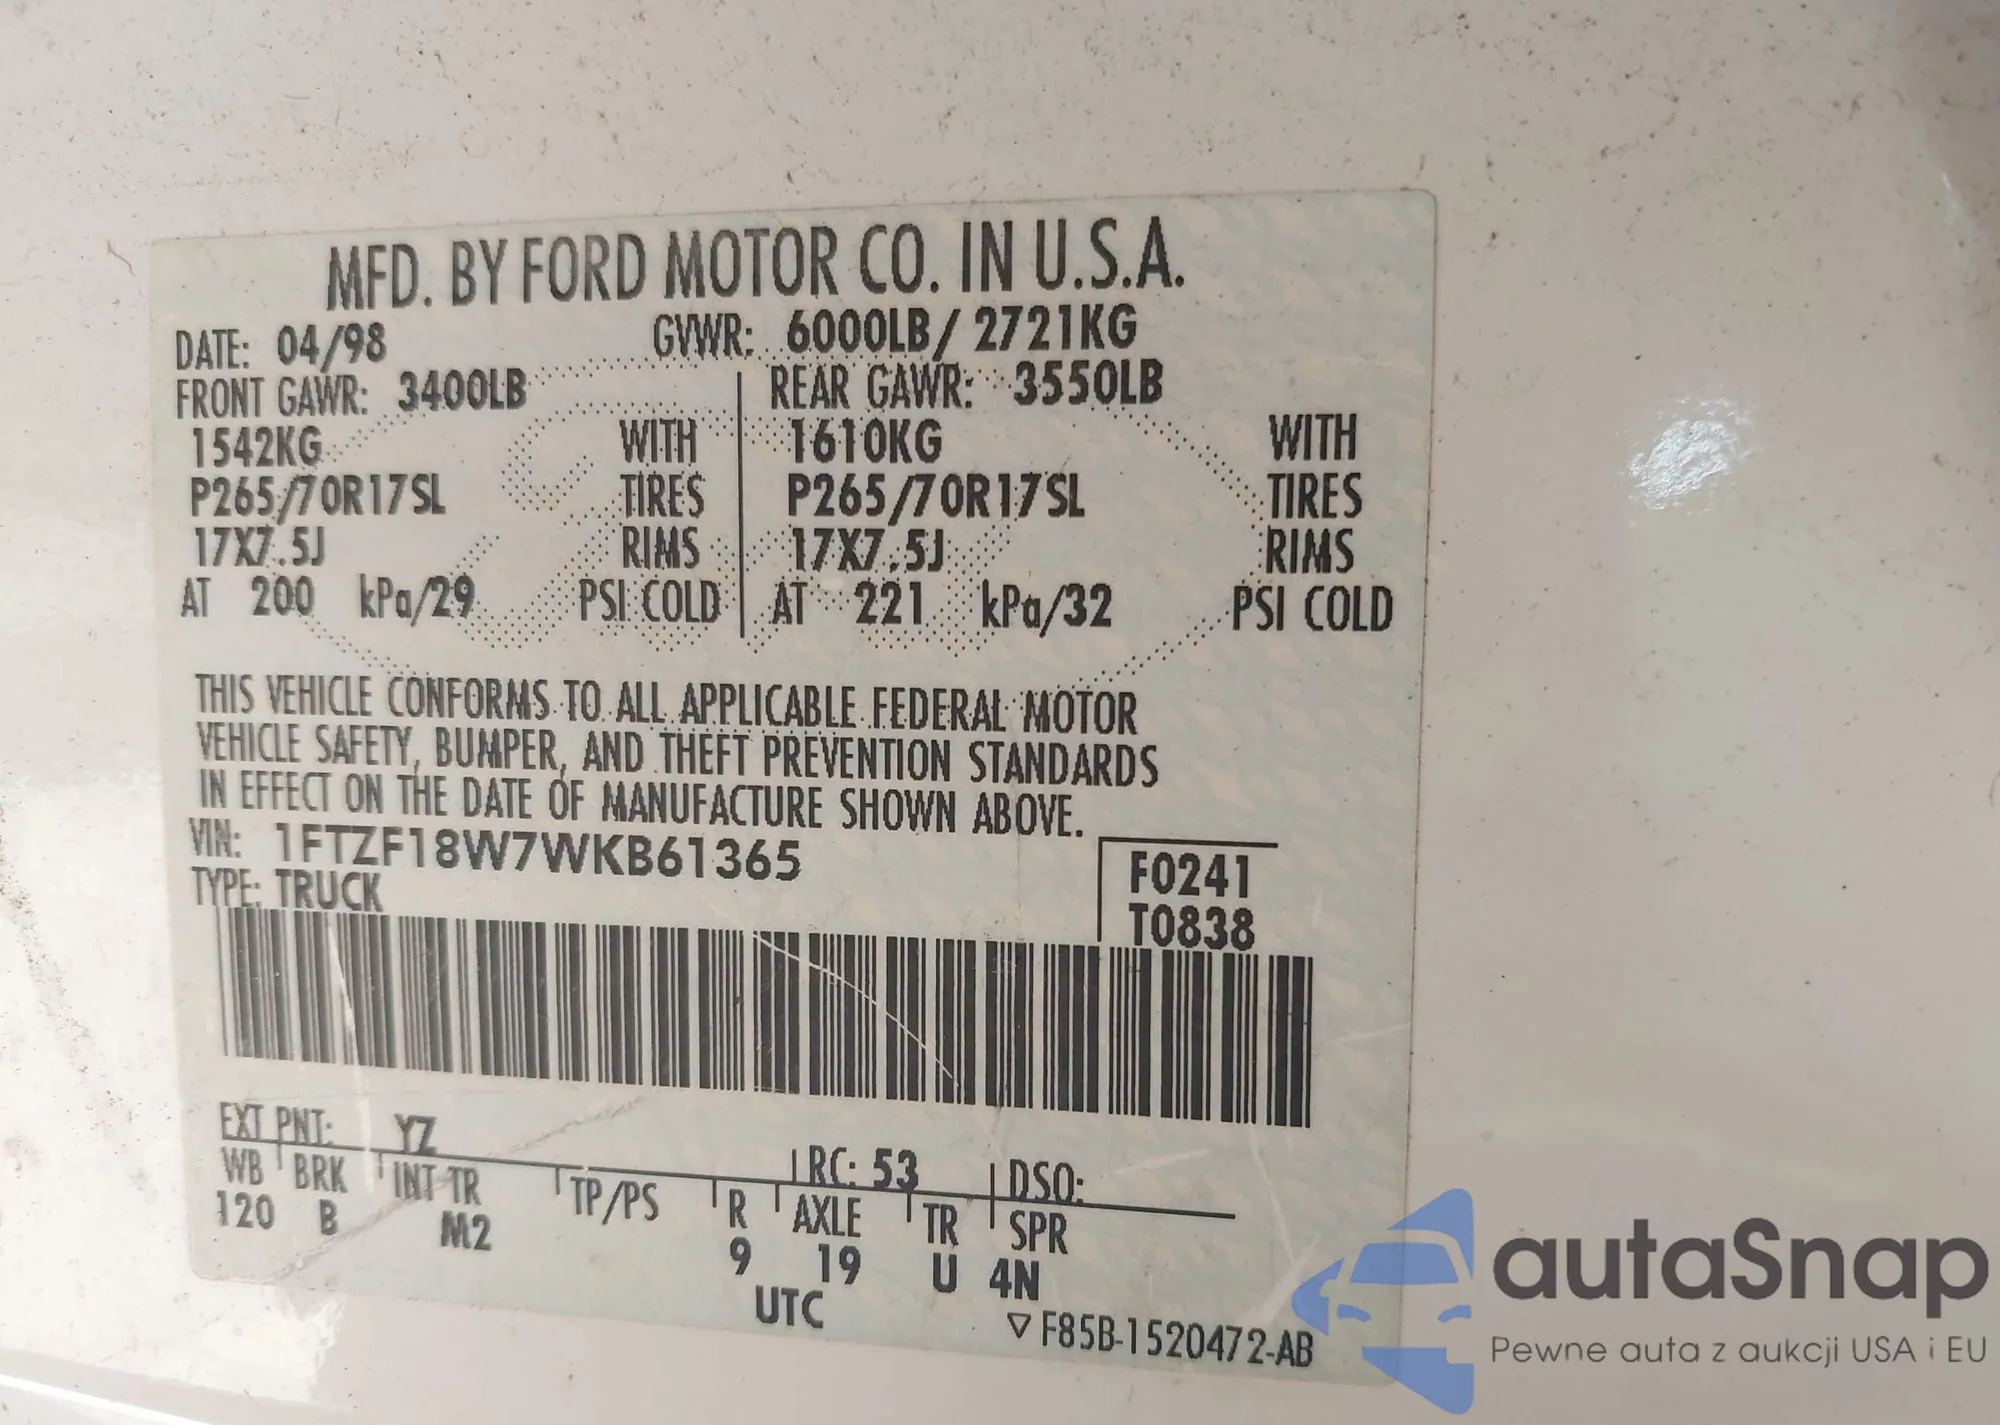 MFD. BY FORD MOTOR CO. IN U.S.A.
DATE: 04/98 GVWR: 6000LB/ 2721KG
FRONT GAWR: 3400LB REAR GAWR: 3550LB
1542KG WITH 1610KG WITH
P265/70R17SL TIRES P265/70R17SL TIRES
17X7.5J RIMS 17X7.5J RIMS
AT 200 kPa/29 PSI COLD AT 221 kPa/32 PSI COLD
THIS VEHICLE CONFORMS TO ALL APPLICABLE FEDERAL MOTOR
VEHICLE SAFETY, BUMPER, AND THEFT PREVENTION STANDARDS
IN EFFECT ON THE DATE OF MANUFACTURE SHOWN ABOVE.
VIN: 1FTZF18W7WKB61365
TYPE: TRUCK
F0241
T0838
EXT PNT: YZ RC: 53 DSO:
WB BRK INT TR TP/PS R AXLE TR SPR
120 B M2 9 19 U 4N
UTC
▽ F85B-1520472-AB
autaSnap
Pewne auta z aukcji USA i EU